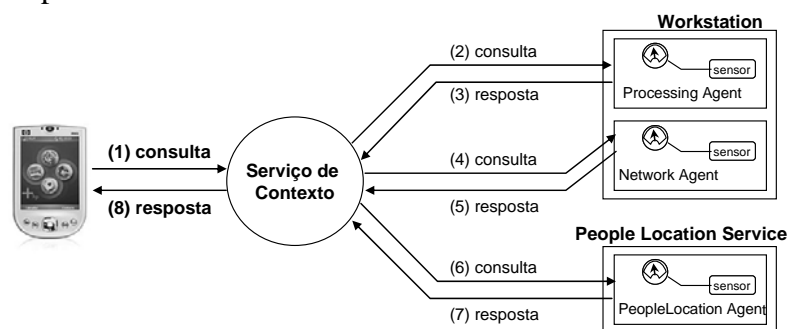 Workstation
(2) consulta
sensor
(3) resposta
Processing Agent
(1) consulta
Serviço de
Contexto
(4) consulta
sensor
Network Agent
(8) resposta
(5) resposta
People Location Service
(6) consulta
sensor
(7) resposta
PeopleLocation Agent